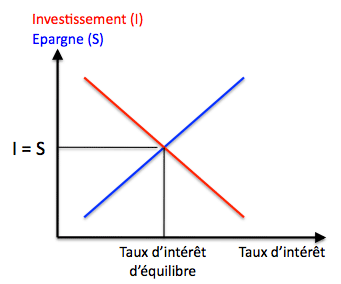 Investissement (I)
Epargne (S)
I = S
Taux d'intérêt
d'équilibre
Taux d'intérêt